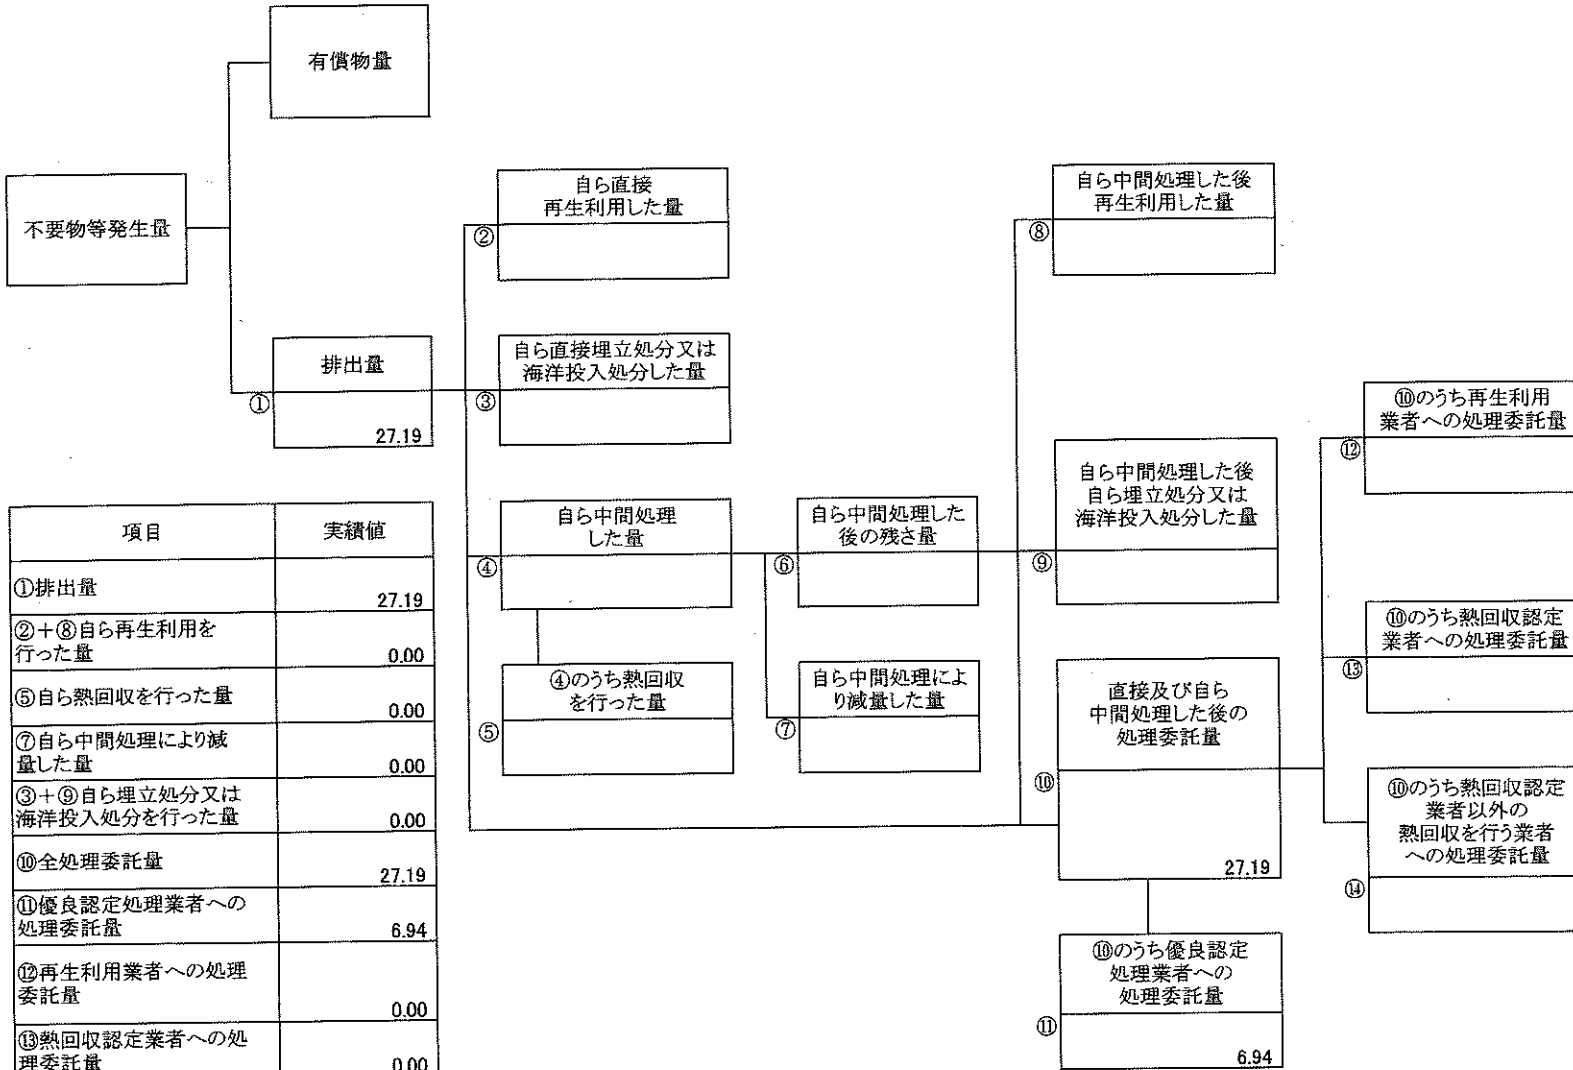 有償物量
不要物等発生量
排出量
①
27.19
自ら直接
再生利用した量
②
自ら直接埋立処分又は
海洋投入処分した量
③
自ら中間処理
した量
④
④のうち熱回収
を行った量
⑤
自ら中間処理した
後の残さ量
⑥
自ら中間処理によ
り減量した量
⑦
自ら中間処理した後
再生利用した量
⑧
自ら中間処理した後
自ら埋立処分又は
海洋投入処分した量
⑨
直接及び自ら
中間処理した後の
処理委託量
⑩
27.19
⑩のうち優良認定
処理業者への
処理委託量
⑪
6.94
⑩のうち再生利用
業者への処理委託量
⑫
⑩のうち熱回収認定
業者への処理委託量
⑬
⑩のうち熱回収認定
業者以外の
熱回収を行う業者
への処理委託量
⑭
項目 実績値
①排出量
27.19
②+⑧自ら再生利用を
行った量 0.00
⑤自ら熱回収を行った量
0.00
⑦自ら中間処理により減
量した量 0.00
③+⑨自ら埋立処分又は
海洋投入処分を行った量 0.00
⑩全処理委託量
27.19
⑪優良認定処理業者への
処理委託量 6.94
⑫再生利用業者への処理
委託量
0.00
⑬熱回収認定業者への処
理委託量 0.00